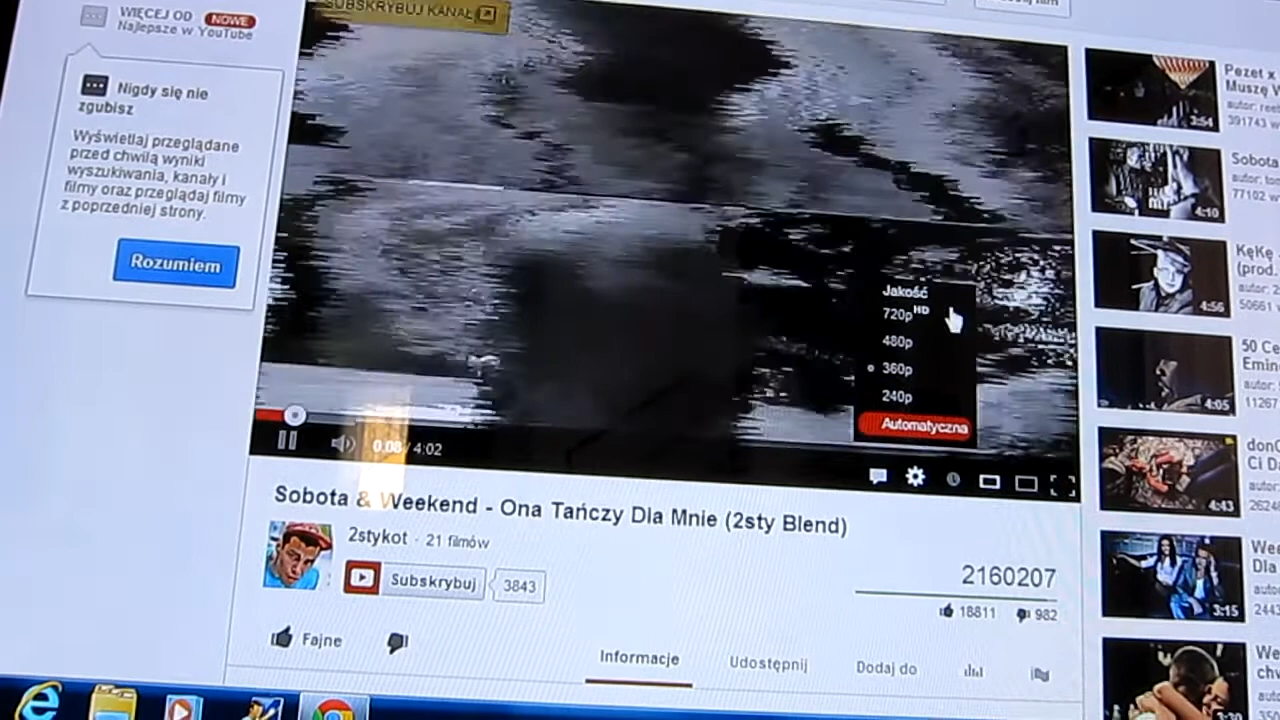 WIĘCEJ OD NOWE
Najlepsze w YouTube
Nigdy się nie
zgubisz
Wyświetlaj przeglądane
przed chwilą wyniki
wyszukiwania, kanały i
filmy oraz przeglądaj filmy
z poprzedniej strony.
Rozumiem
SUBSKRYBUJ KANAŁ
Jakość
720p HD
480p
360p
240p
Automatyczna
0:08 / 4:02
Sobota & Weekend - Ona Tańczy Dla Mnie (2sty Blend)
2stykot · 21 filmów
Subskrybuj 3843
2160207
18811 982
Fajne
Informacje Udostępnij Dodaj do
Pezet x
Muszę
391743
3:54
Sobota
autor:
77102
4:10
KęKę
(prod.
autor:
50661
4:56
50 Ce
Emin
autor:
11267
4:05
Ci D
autor:
2624
4:43
Dla
2443
3:15